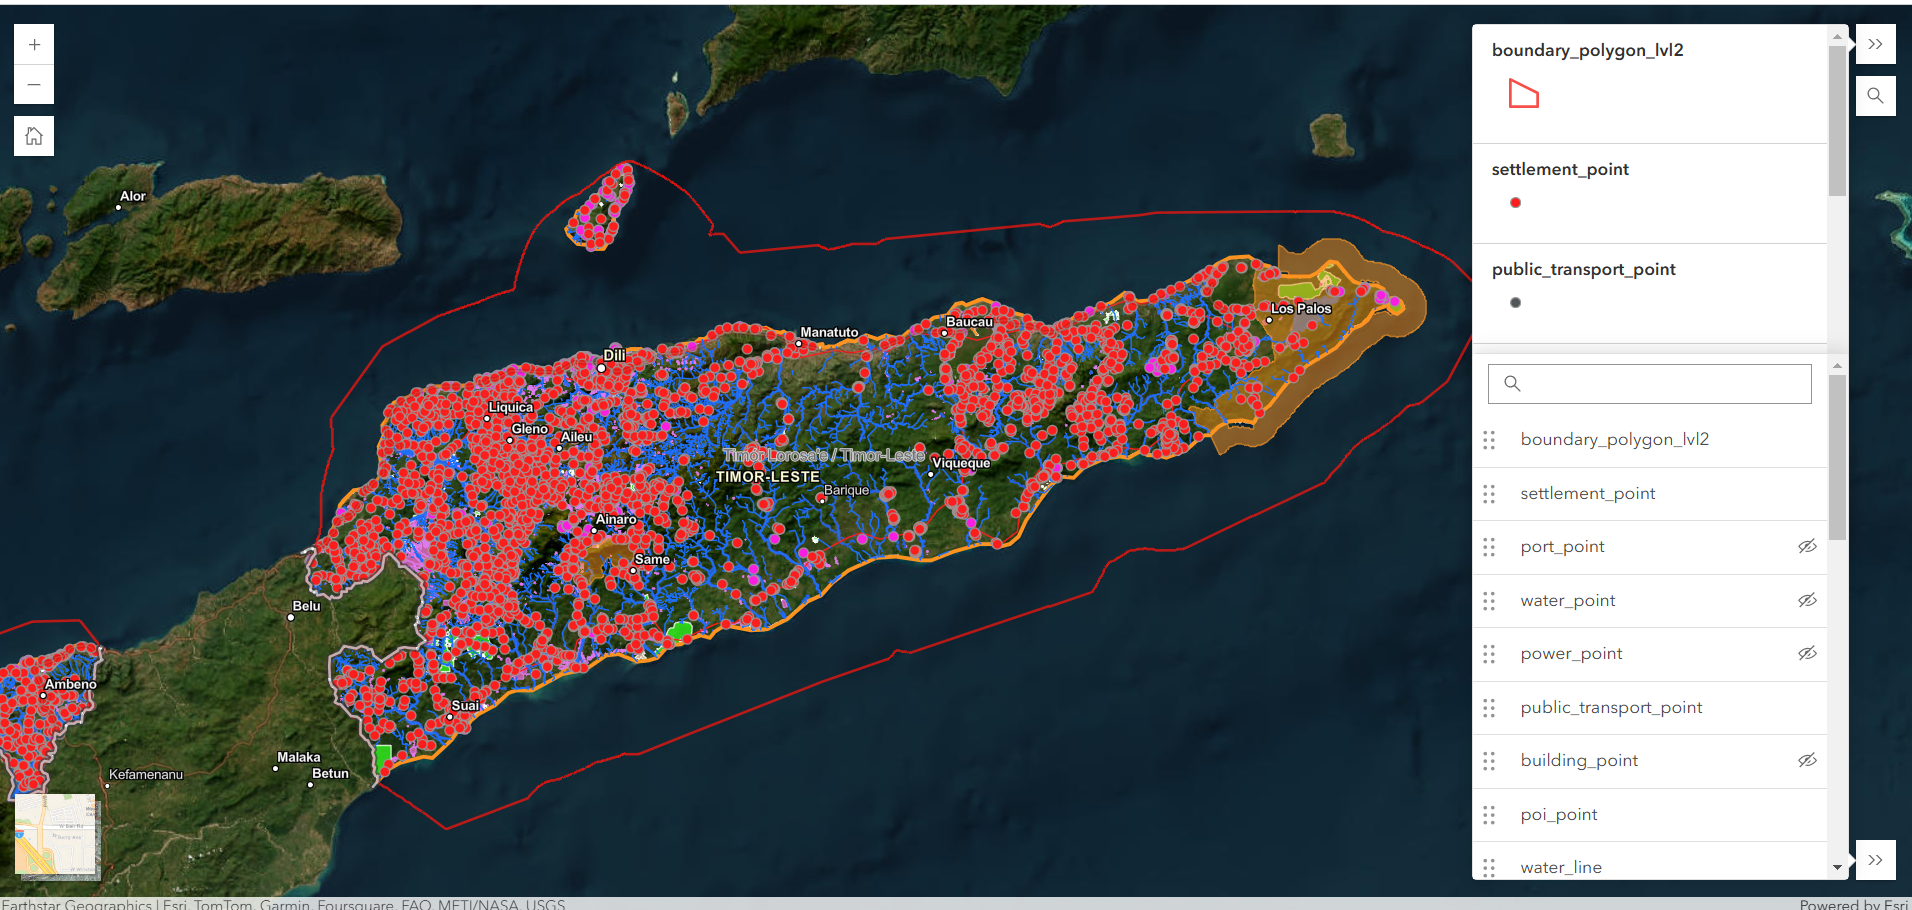 +
boundary_polygon_lvl2
−
settlement_point
Alor
public_transport_point
Los Palos
Baucau
Manatuto
Dili
Liquica
Gleno
Aileu
boundary_polygon_lvl2
Timór Lorosa'e / Timor-Leste
Viqueque
TIMOR-LESTE
Barique
settlement_point
Ainaro
port_point
Same
Belu
water_point
power_point
Ambeno
Suai
public_transport_point
Malaka
Kefamenanu
Betun
building_point
poi_point
water_line
Earthstar Geographics | Esri, TomTom, Garmin, Foursquare, FAO, METI/NASA, USGS
Powered by Esri